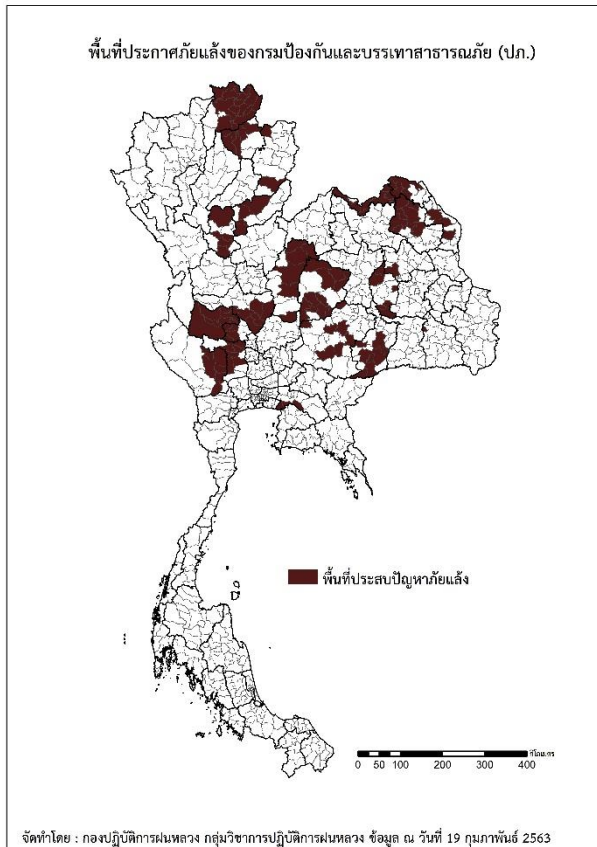 พื้นที่ประกาศภัยแล้งของกรมป้องกันและบรรเทาสาธารณภัย (ปภ.)
พื้นที่ประสบปัญหาภัยแล้ง
กิโลเมตร
0 50 100 200 300 400
จัดทำโดย : กองปฏิบัติการฝนหลวง กลุ่มวิชาการปฏิบัติการฝนหลวง ข้อมูล ณ วันที่ 19 กุมภาพันธ์ 2563